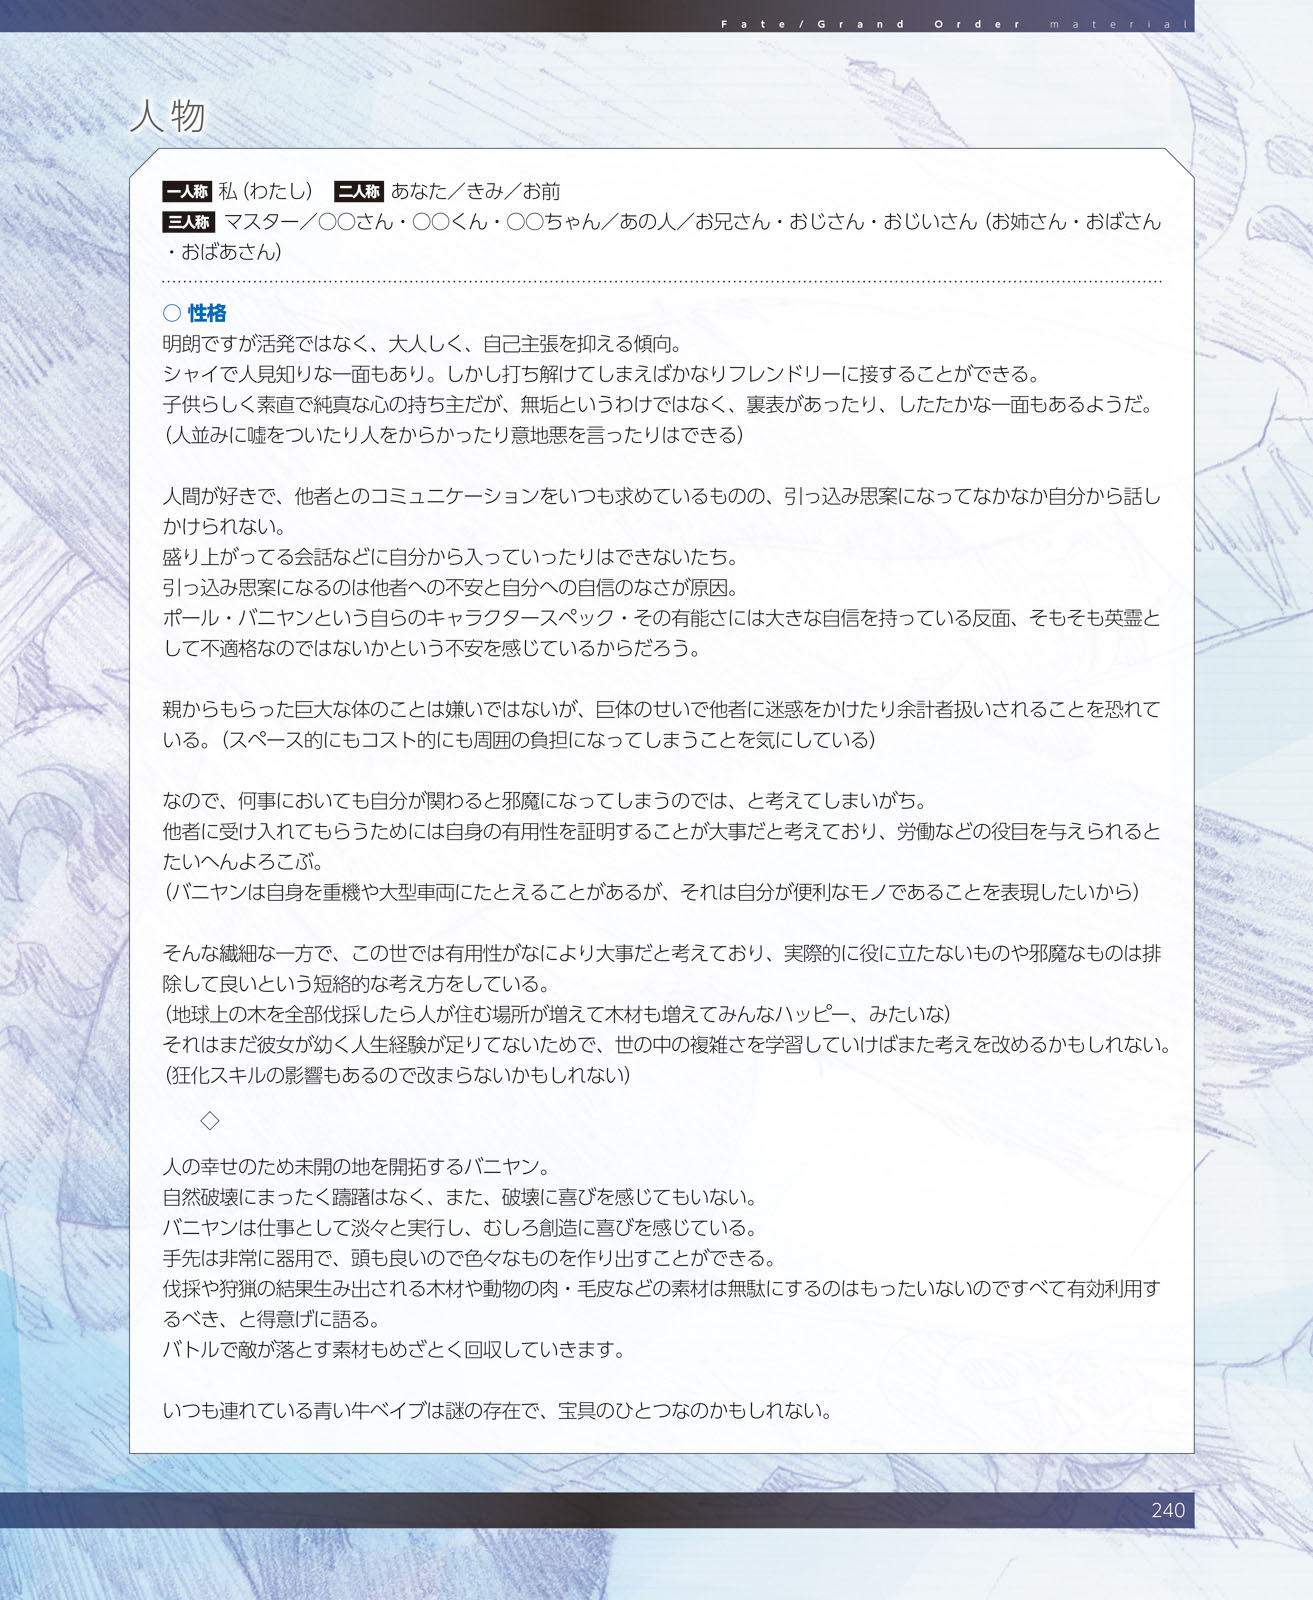 Fate/Grand Order material
人物
一人称 私（わたし） 二人称 あなた／きみ／お前
三人称 マスター／○○さん・○○くん・○○ちゃん／あの人／お兄さん・おじさん・おじいさん（お姉さん・おばさん
・おばあさん）
○ 性格
明朗ですが活発ではなく、大人しく、自己主張を抑える傾向。
シャイで人見知りな一面もあり。しかし打ち解けてしまえばかなりフレンドリーに接することができる。
子供らしく素直で純真な心の持ち主だが、無垢というわけではなく、裏表があったり、したたかな一面もあるようだ。
（人並みに嘘をついたり人をからかったり意地悪を言ったりはできる）
人間が好きで、他者とのコミュニケーションをいつも求めているものの、引っ込み思案になってなかなか自分から話し
かけられない。
盛り上がってる会話などに自分から入っていったりはできないたち。
引っ込み思案になるのは他者への不安と自分への自信のなさが原因。
ポール・バニヤンという自らのキャラクタースペック・その有能さには大きな自信を持っている反面、そもそも英霊と
して不適格なのではないかという不安を感じているからだろう。
親からもらった巨大な体のことは嫌いではないが、巨体のせいで他者に迷惑をかけたり余計者扱いされることを恐れて
いる。（スペース的にもコスト的にも周囲の負担になってしまうことを気にしている）
なので、何事においても自分が関わると邪魔になってしまうのでは、と考えてしまいがち。
他者に受け入れてもらうためには自身の有用性を証明することが大事だと考えており、労働などの役目を与えられると
たいへんよろこぶ。
（バニヤンは自身を重機や大型車両にたとえることがあるが、それは自分が便利なモノであることを表現したいから）
そんな繊細な一方で、この世では有用性がなにより大事だと考えており、実際的に役に立たないものや邪魔なものは排
除して良いという短絡的な考え方をしている。
（地球上の木を全部伐採したら人が住む場所が増えて木材も増えてみんなハッピー、みたいな）
それはまだ彼女が幼く人生経験が足りてないためで、世の中の複雑さを学習していけばまた考えを改めるかもしれない。
（狂化スキルの影響もあるので改まらないかもしれない）
◇
人の幸せのため未開の地を開拓するバニヤン。
自然破壊にまったく躊躇はなく、また、破壊に喜びを感じてもいない。
バニヤンは仕事として淡々と実行し、むしろ創造に喜びを感じている。
手先は非常に器用で、頭も良いので色々なものを作り出すことができる。
伐採や狩猟の結果生み出される木材や動物の肉・毛皮などの素材は無駄にするのはもったいないのですべて有効利用す
るべき、と得意げに語る。
バトルで敵が落とす素材もめざとく回収していきます。
いつも連れている青い牛ベイブは謎の存在で、宝具のひとつなのかもしれない。
240